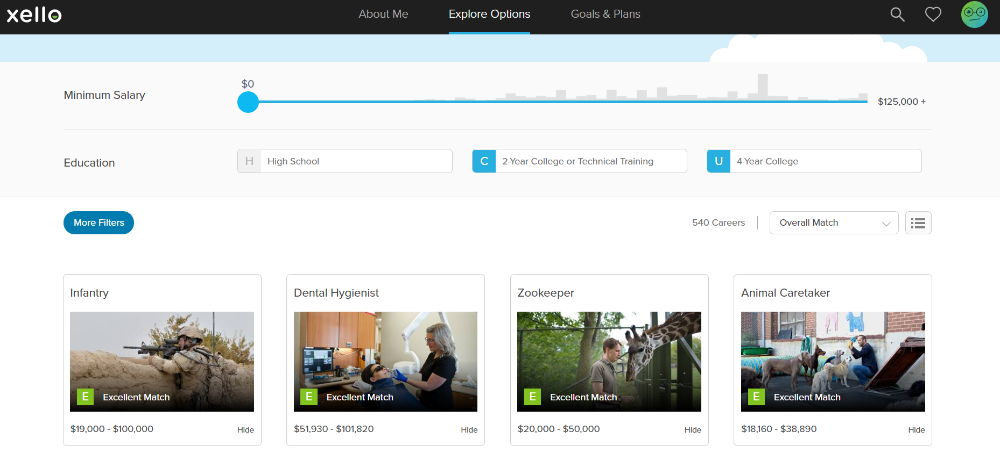 xello
About Me
Explore Options
Goals & Plans
Minimum Salary
$0
$125,000 +
Education
H High School
C 2-Year College or Technical Training
U 4-Year College
More Filters
540 Careers
Overall Match
Infantry
E Excellent Match
$19,000 - $100,000
Hide
Dental Hygienist
E Excellent Match
$51,930 - $101,820
Hide
Zookeeper
E Excellent Match
$20,000 - $50,000
Hide
Animal Caretaker
E Excellent Match
$18,160 - $38,890
Hide